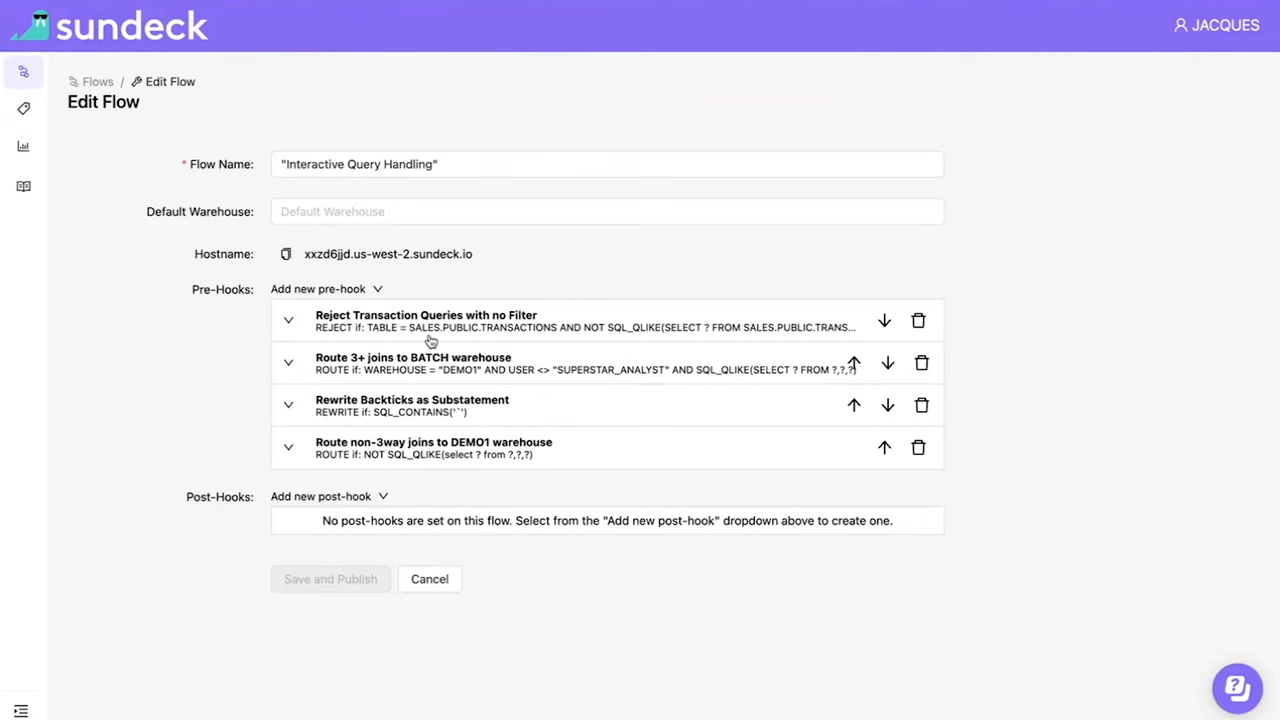 sundeck
JACQUES
Flows / Edit Flow
Edit Flow
* Flow Name: "Interactive Query Handling"
Default Warehouse: Default Warehouse
Hostname: xxzd6jjd.us-west-2.sundeck.io
Pre-Hooks: Add new pre-hook
Reject Transaction Queries with no Filter
REJECT if: TABLE = SALES.PUBLIC.TRANSACTIONS AND NOT SQL_QLIKE(SELECT ? FROM SALES.PUBLIC.TRANS...
Route 3+ joins to BATCH warehouse
ROUTE if: WAREHOUSE = "DEMO1" AND USER <> "SUPERSTAR_ANALYST" AND SQL_QLIKE(SELECT ? FROM ?,?,?)
Rewrite Backticks as Substatement
REWRITE if: SQL_CONTAINS('`')
Route non-3way joins to DEMO1 warehouse
ROUTE if: NOT SQL_QLIKE(select ? from ?,?,?)
Post-Hooks: Add new post-hook
No post-hooks are set on this flow. Select from the "Add new post-hook" dropdown above to create one.
Save and Publish Cancel